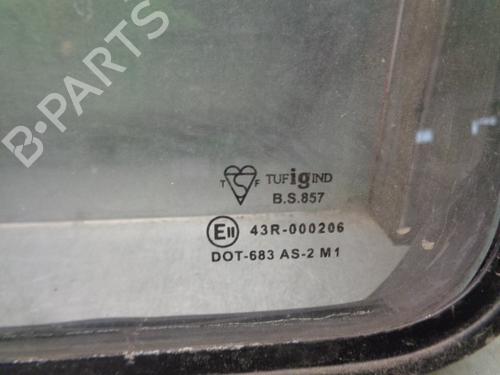 B-PARTS
T S F TUFigIND
B.S.857
E11 43R-000206
DOT-683 AS-2 M1